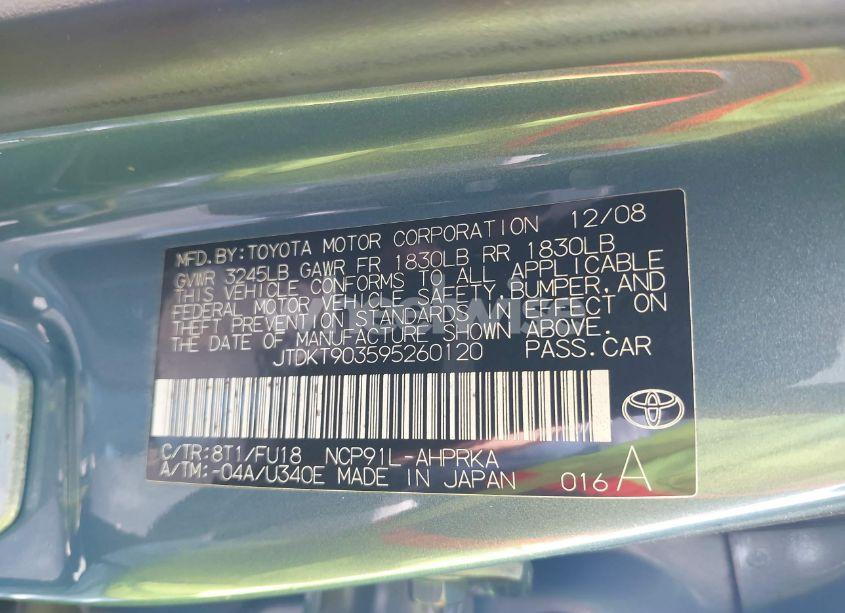 MFD.BY:TOYOTA MOTOR CORPORATION 12/08
GVWR 3245LB GAWR FR 1830LB RR 1830LB
THIS VEHICLE CONFORMS TO ALL APPLICABLE
FEDERAL MOTOR VEHICLE SAFETY, BUMPER, AND
THEFT PREVENTION STANDARDS IN EFFECT ON
THE DATE OF MANUFACTURE SHOWN ABOVE.
JTDKT903595260120 PASS.CAR
C/TR:8T1/FU18 NCP91L-AHPRKA
A/TM:-04A/U340E MADE IN JAPAN 016 A